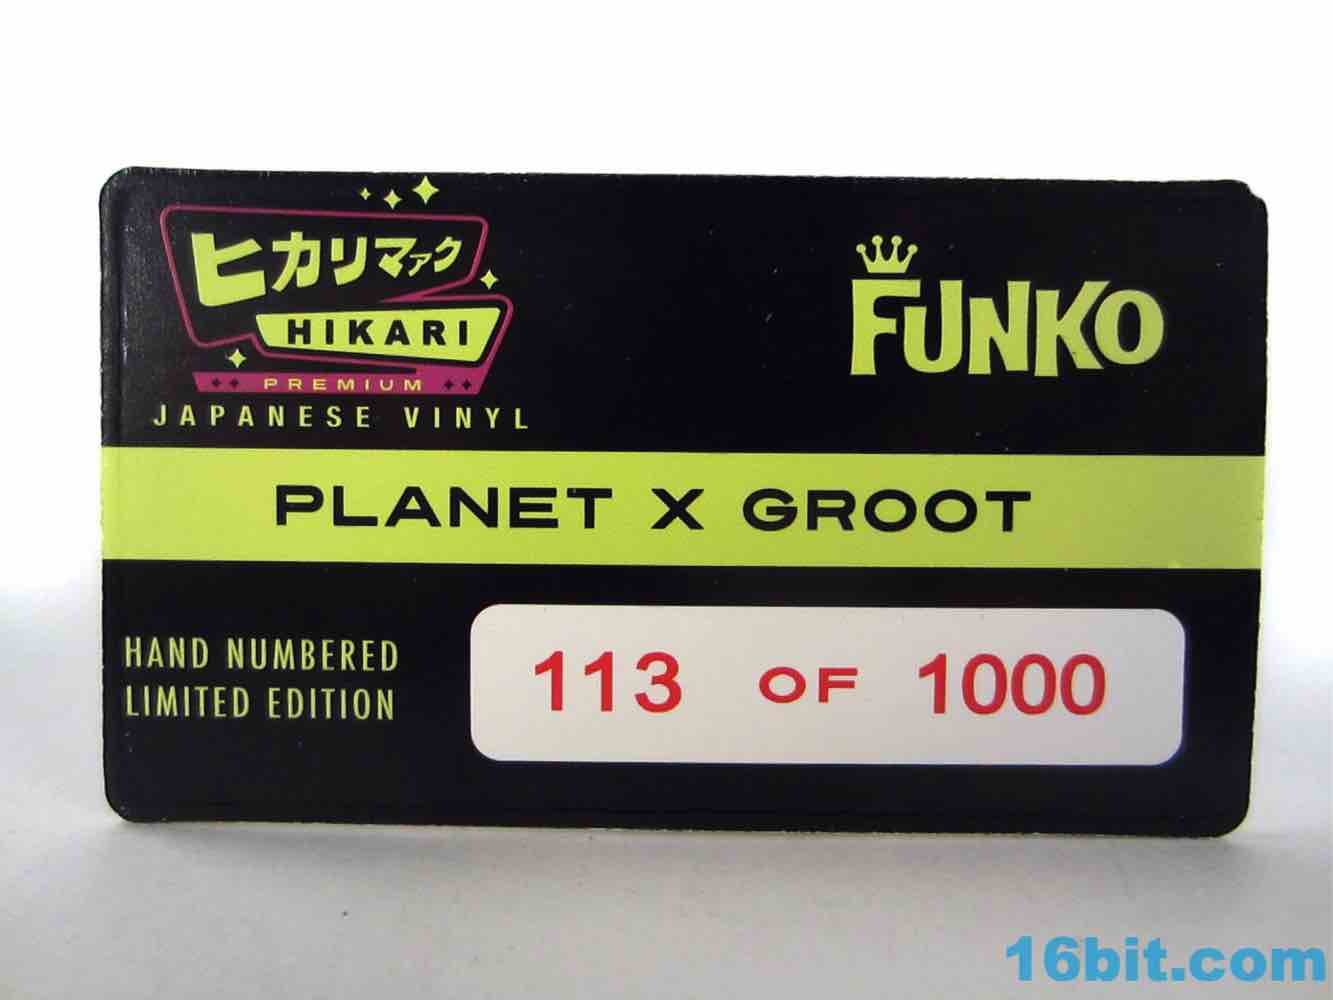 ヒカリマァク
HIKARI
PREMIUM
JAPANESE VINYL
FUNKO
PLANET X GROOT
HAND NUMBERED
LIMITED EDITION
113 OF 1000
16bit.com